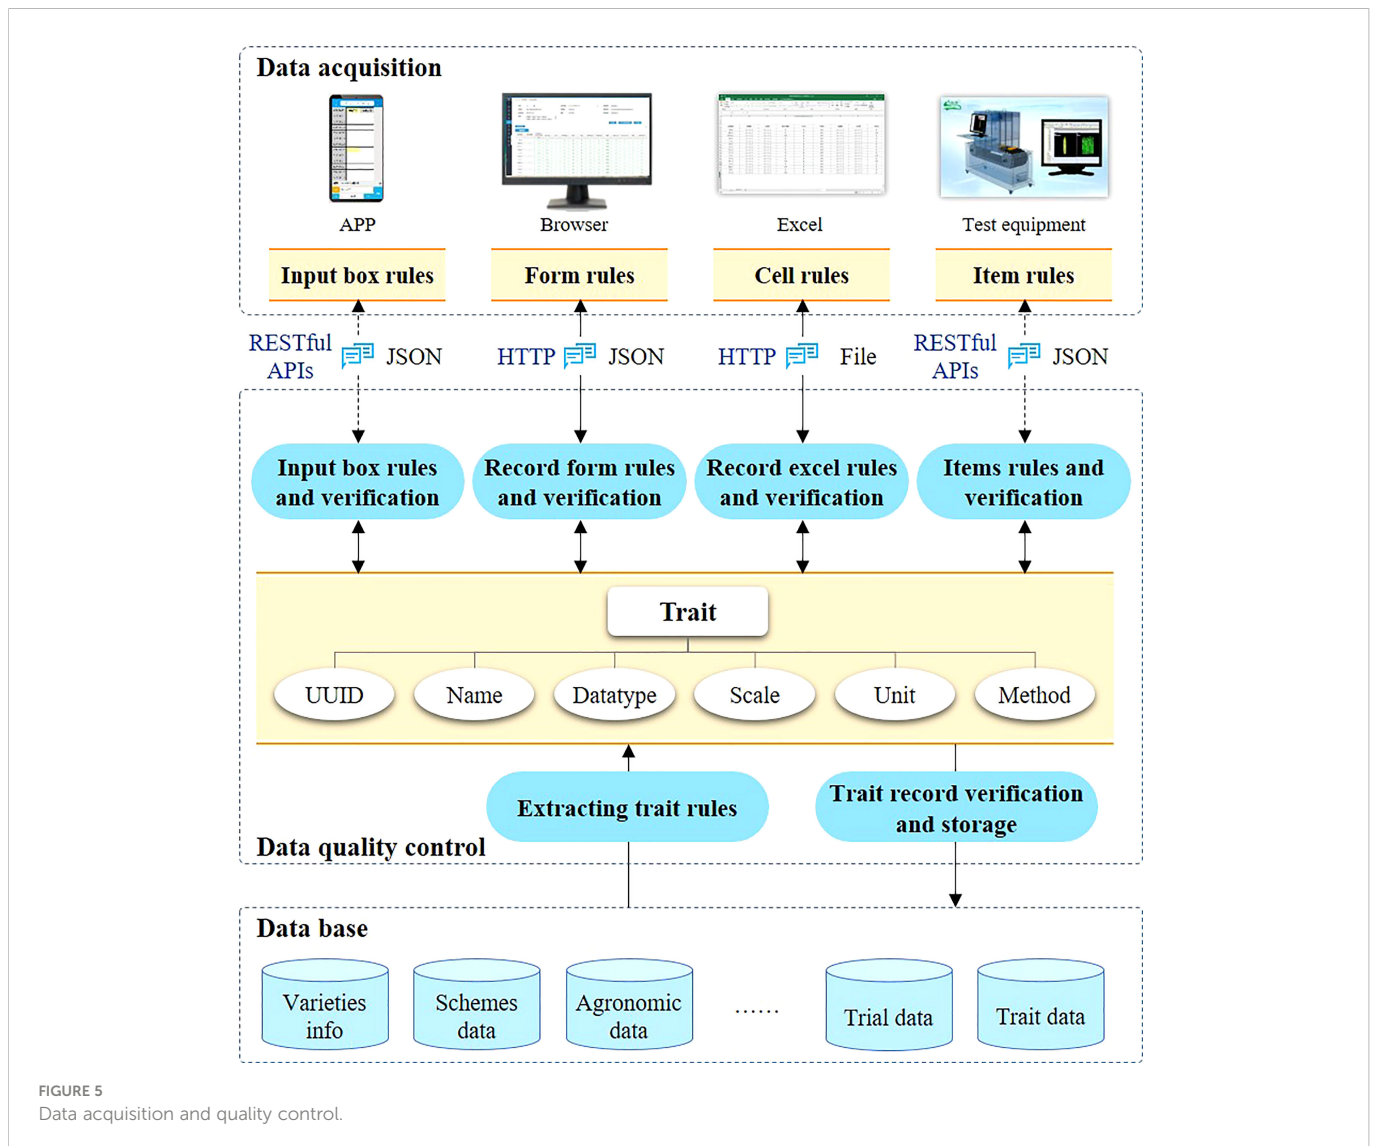 Data acquisition
APP
Browser
Excel
Test equipment
Input box rules
Form rules
Cell rules
Item rules
RESTful
APIs
JSON
HTTP
JSON
HTTP
File
RESTful
APIs
JSON
Input box rules
and verification
Record form rules
and verification
Record excel rules
and verification
Items rules and
verification
Trait
UUID
Name
Datatype
Scale
Unit
Method
Extracting trait rules
Trait record verification
and storage
Data quality control
Data base
Varieties
info
Schemes
data
Agronomic
data
......
Trial data
Trait data
FIGURE 5
Data acquisition and quality control.